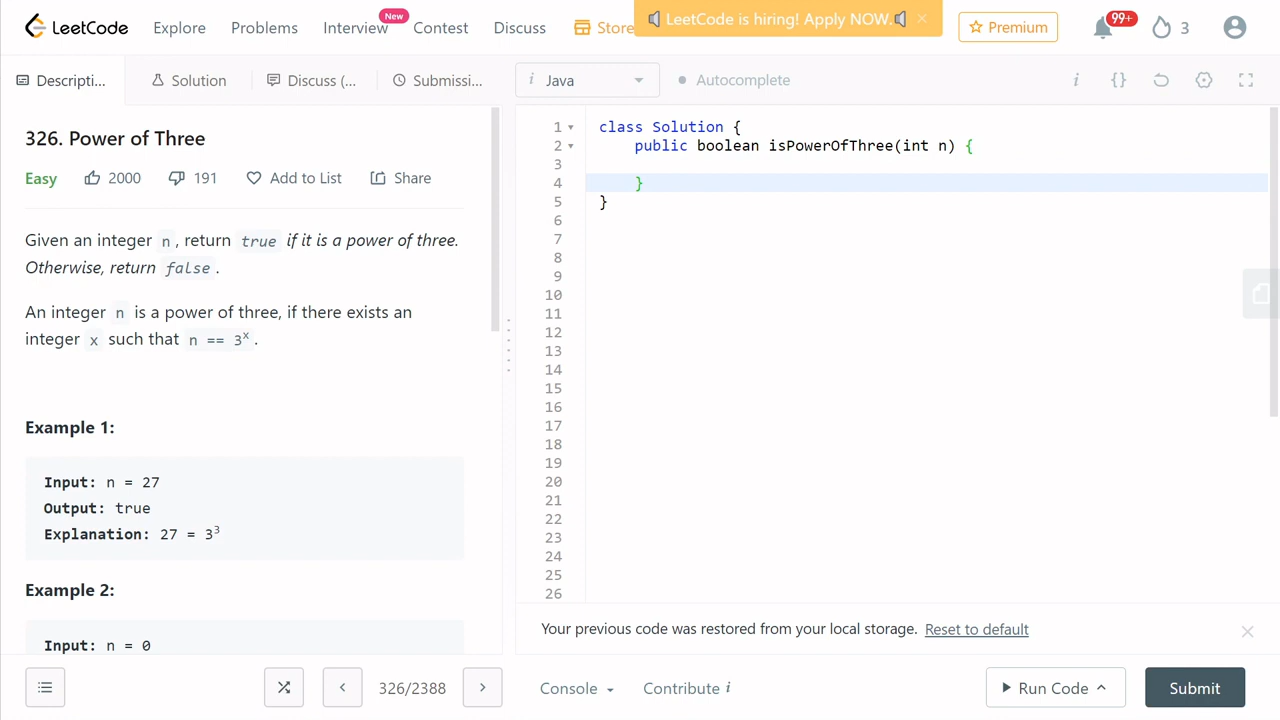 LeetCode
Explore
Problems
Interview
New
Contest
Discuss
Store
LeetCode is hiring! Apply NOW.
Premium
99+
3
Descripti...
Solution
Discuss (...
Submissi...
i Java
Autocomplete
i {}
326. Power of Three
Easy
2000
191
Add to List
Share
Given an integer n, return true if it is a power of three.
Otherwise, return false.
An integer n is a power of three, if there exists an
integer x such that n == 3ˣ.
Example 1:
Input: n = 27
Output: true
Explanation: 27 = 3³
Example 2:
Input: n = 0
1 class Solution {
2 public boolean isPowerOfThree(int n) {
3
4 }
5 }
6
7
8
9
10
11
12
13
14
15
16
17
18
19
20
21
22
23
24
25
26
Your previous code was restored from your local storage. Reset to default
326/2388
Console
Contribute i
Run Code
Submit